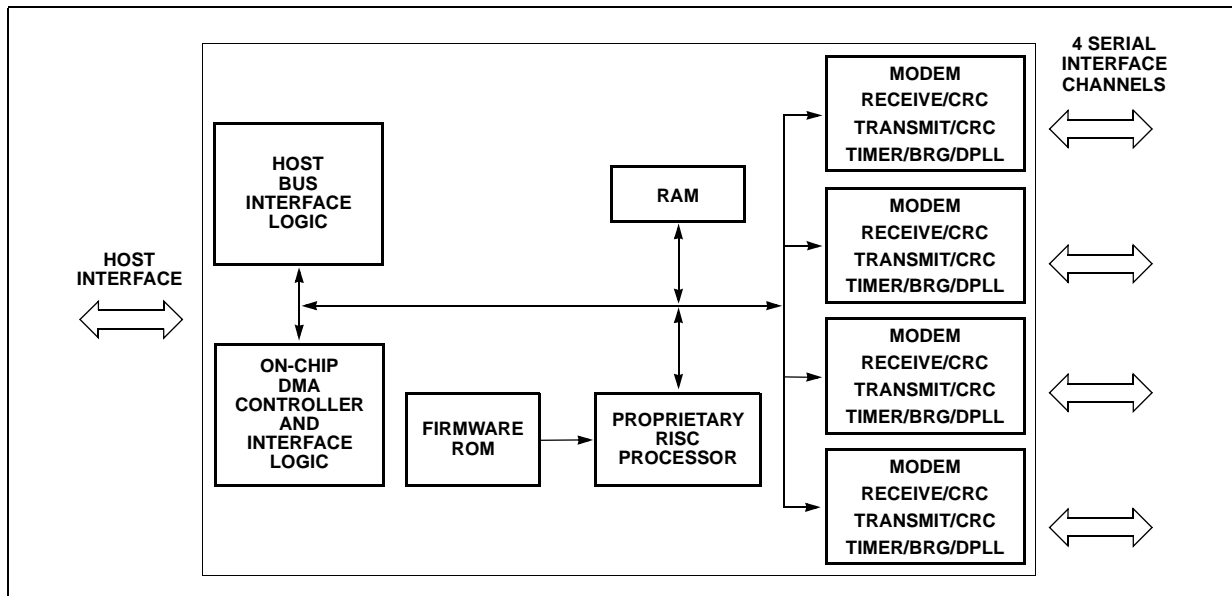 4 SERIAL
INTERFACE
CHANNELS
HOST
INTERFACE
HOST
BUS
INTERFACE
LOGIC
ON-CHIP
DMA
CONTROLLER
AND
INTERFACE
LOGIC
FIRMWARE
ROM
RAM
PROPRIETARY
RISC
PROCESSOR
MODEM
RECEIVE/CRC
TRANSMIT/CRC
TIMER/BRG/DPLL
MODEM
RECEIVE/CRC
TRANSMIT/CRC
TIMER/BRG/DPLL
MODEM
RECEIVE/CRC
TRANSMIT/CRC
TIMER/BRG/DPLL
MODEM
RECEIVE/CRC
TRANSMIT/CRC
TIMER/BRG/DPLL